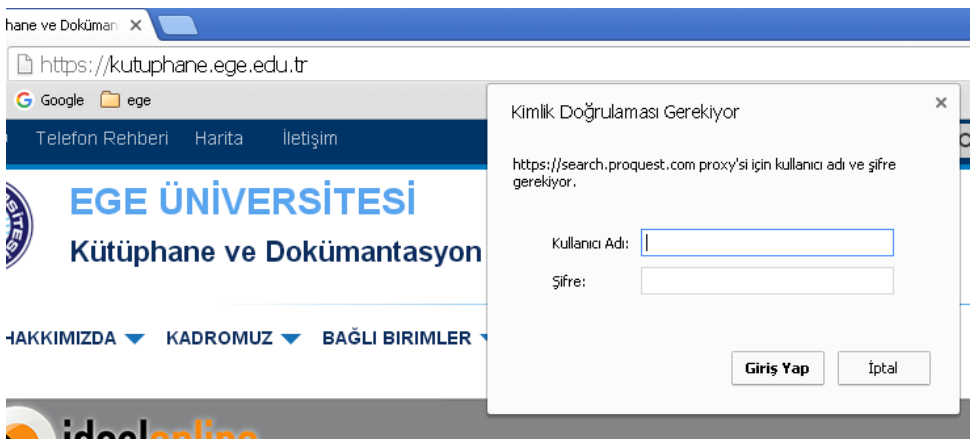 hane ve Doküman
https://kutuphane.ege.edu.tr
Google ege
Telefon Rehberi Harita İletişim
EGE ÜNİVERSİTESİ
Kütüphane ve Dokümantasyon
HAKKIMIZDA KADROMUZ BAĞLI BIRIMLER
idealonline
Kimlik Doğrulaması Gerekiyor
https://search.proquest.com proxy'si için kullanıcı adı ve şifre
gerekiyor.
Kullanıcı Adı:
Şifre:
Giriş Yap İptal